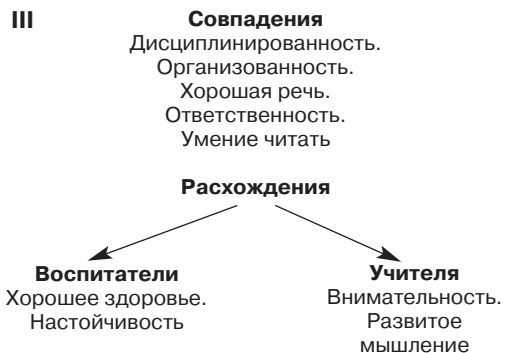 III
Совпадения
Дисциплинированность.
Организованность.
Хорошая речь.
Ответственность.
Умение читать
Расхождения
Воспитатели
Хорошее здоровье.
Настойчивость
Учителя
Внимательность.
Развитое
мышление